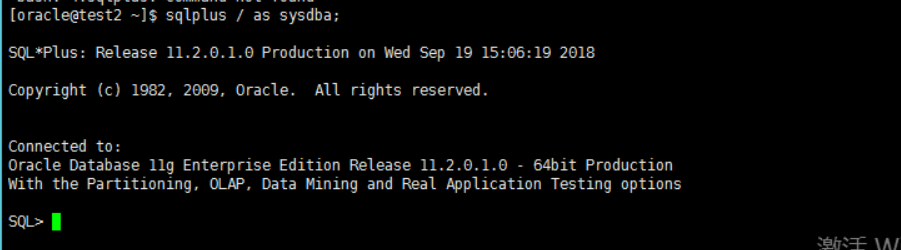 [oracle@test2 ~]$ sqlplus / as sysdba;
SQL*Plus: Release 11.2.0.1.0 Production on Wed Sep 19 15:06:19 2018
Copyright (c) 1982, 2009, Oracle.  All rights reserved.
Connected to:
Oracle Database 11g Enterprise Edition Release 11.2.0.1.0 - 64bit Production
With the Partitioning, OLAP, Data Mining and Real Application Testing options
SQL>
激活 W